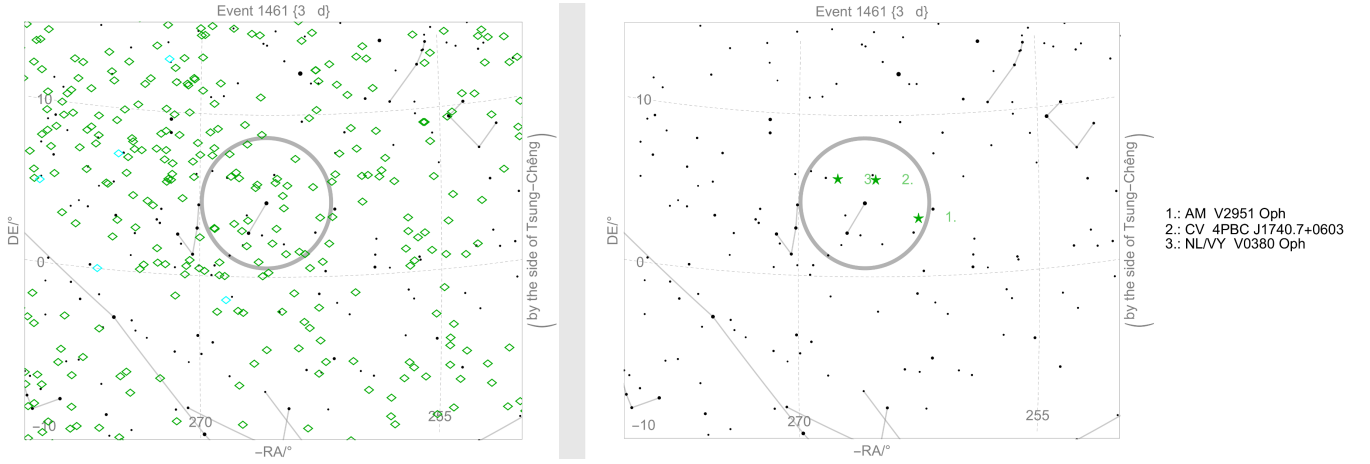 Event 1461 {3 d}
10
0
−10
270
255
DE/°
−RA/°
(by the side of Tsung−Chêng)
Event 1461 {3 d}
10
0
−10
270
255
3.
2.
1.
DE/°
−RA/°
(by the side of Tsung−Chêng)
1.: AM V2951 Oph
2.: CV 4PBC J1740.7+0603
3.: NL/VY V0380 Oph